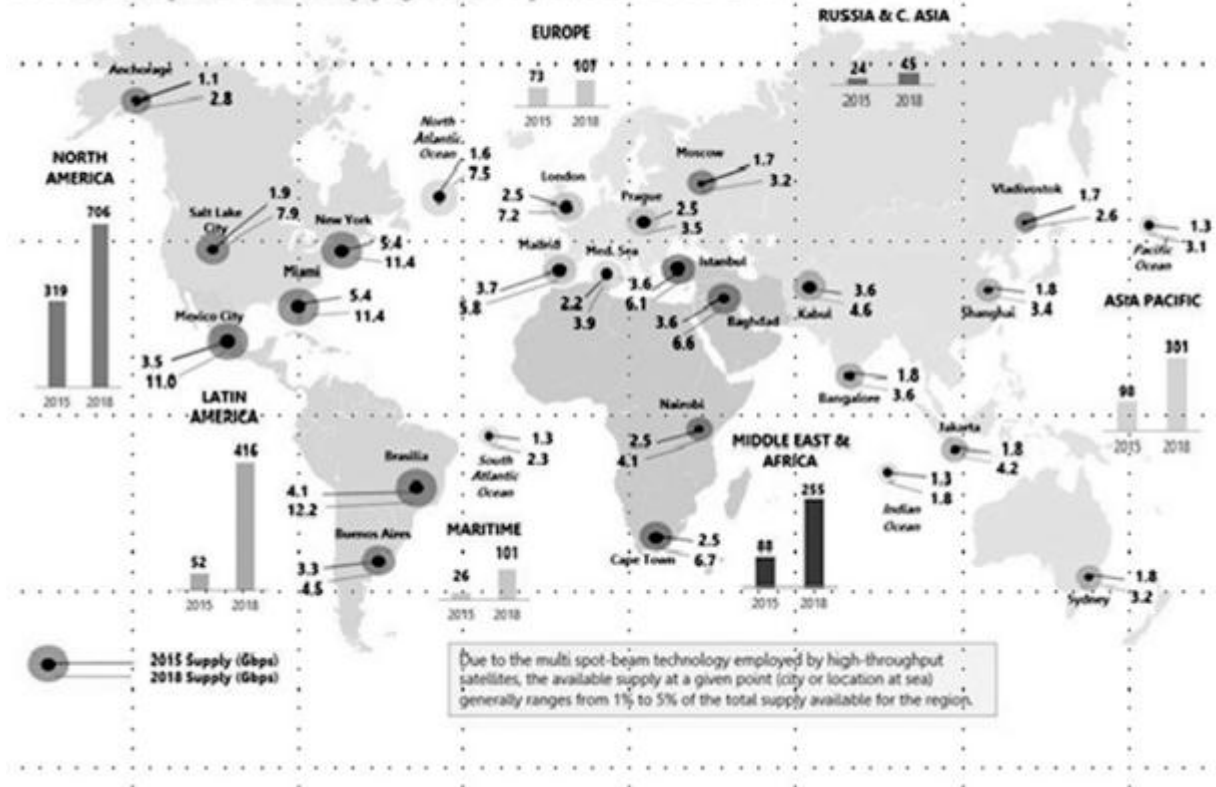 RUSSIA & C. ASIA
24
45
2015
2018
EUROPE
73
107
2015
2018
Anchorage
1.1
2.8
NORTH
AMERICA
706
319
2015
2018
North
Atlantic
Ocean
1.6
7.5
London
2.5
7.2
Moscow
1.7
3.2
Prague
2.5
3.5
Vladivostok
1.7
2.6
1.3
3.1
Pacific
Ocean
Salt Lake
City
1.9
7.9
New York
5.4
11.4
Miami
5.4
11.4
Mexico City
3.5
11.0
Madrid
3.7
5.8
Med. Sea
2.2
3.9
Istanbul
3.6
6.1
Baghdad
3.6
6.6
Kabul
3.6
4.6
Shanghai
1.8
3.4
ASIA PACIFIC
301
98
2015
2018
Bangalore
1.8
3.6
LATIN
AMERICA
416
52
2015
2018
Brasilia
4.1
12.2
Buenos Aires
3.3
4.5
1.3
2.3
South
Atlantic
Ocean
MARITIME
26
101
2015
2018
Nairobi
2.5
4.1
Cape Town
2.5
6.7
MIDDLE EAST &
AFRICA
255
88
2015
2018
Jakarta
1.8
4.2
1.3
1.8
Indian
Ocean
1.8
3.2
Sydney
2015 Supply (Gbps)
2018 Supply (Gbps)
Due to the multi spot-beam technology employed by high-throughput
satellites, the available supply at a given point (city or location at sea)
generally ranges from 1% to 5% of the total supply available for the region.